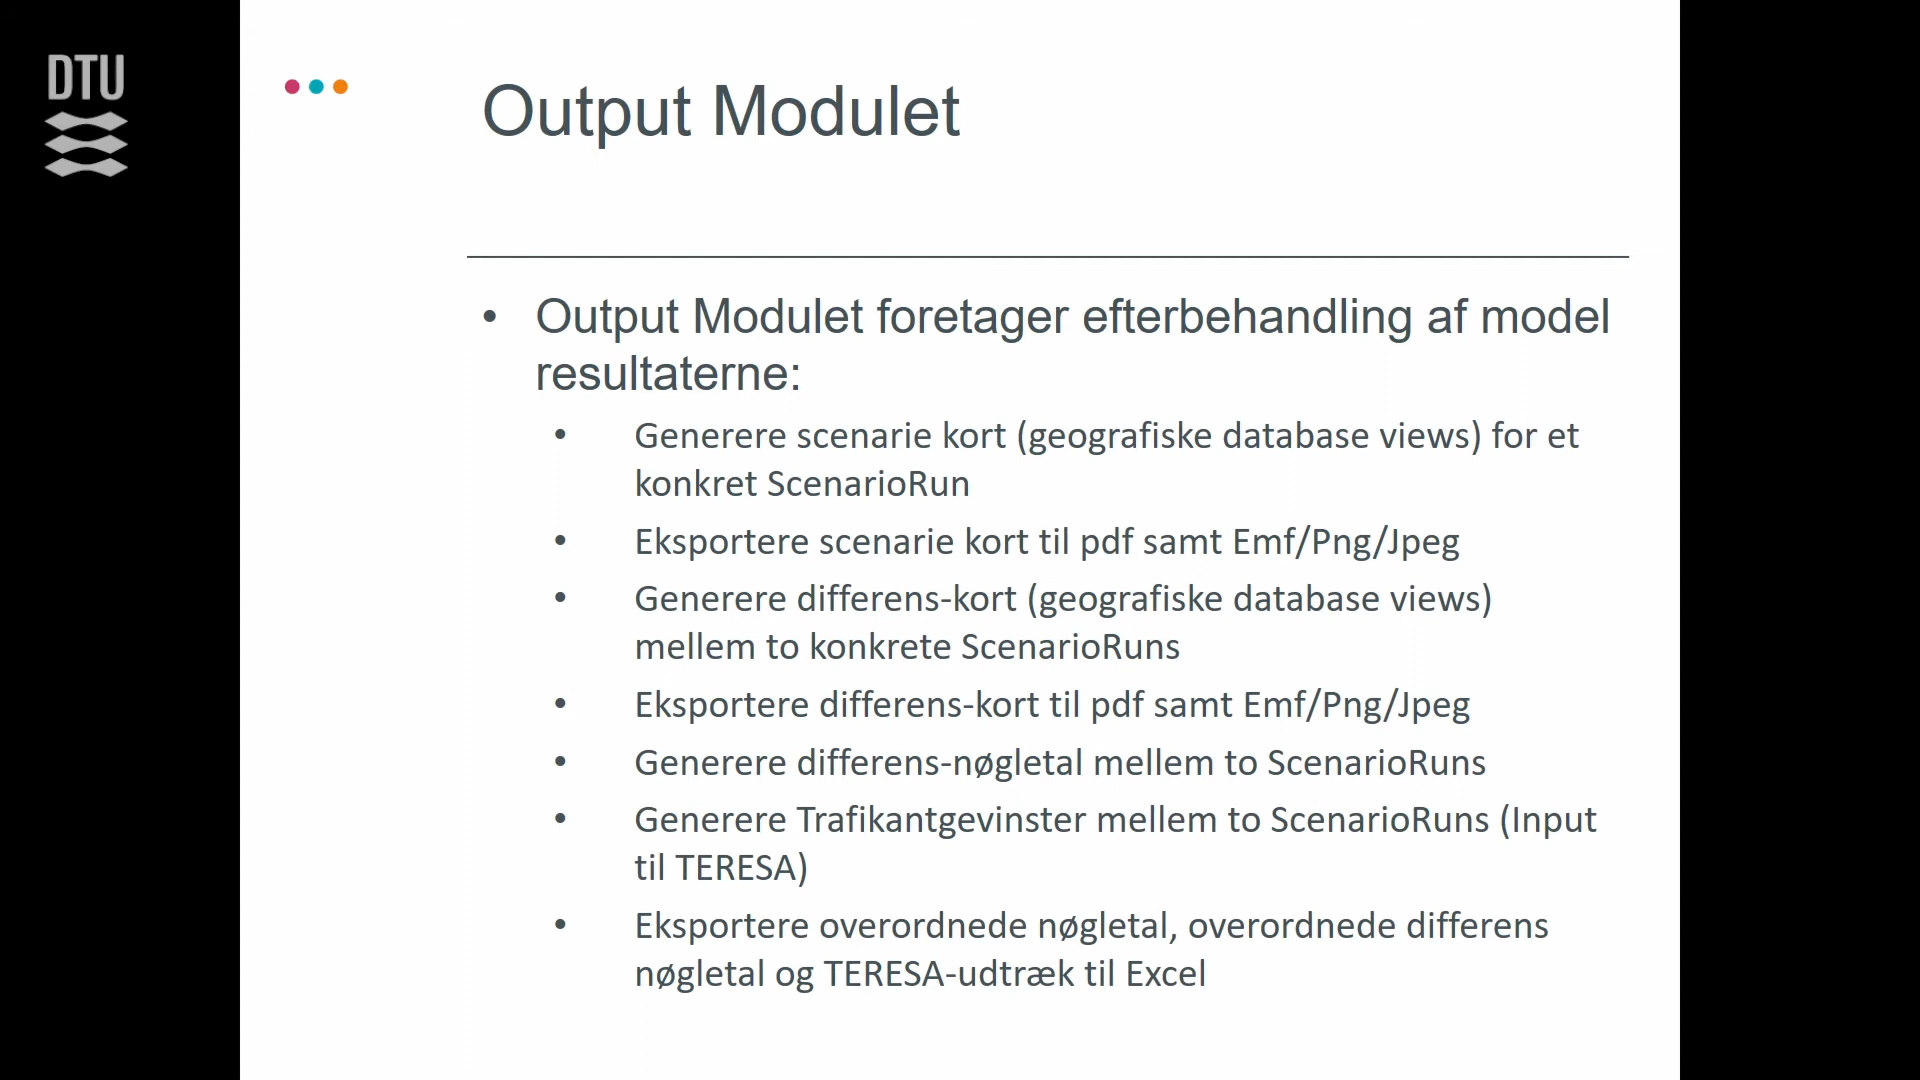 DTU
Output Modulet
• Output Modulet foretager efterbehandling af model
resultaterne:
• Generere scenarie kort (geografiske database views) for et
konkret ScenarioRun
• Eksportere scenarie kort til pdf samt Emf/Png/Jpeg
• Generere differens-kort (geografiske database views)
mellem to konkrete ScenarioRuns
• Eksportere differens-kort til pdf samt Emf/Png/Jpeg
• Generere differens-nøgletal mellem to ScenarioRuns
• Generere Trafikantgevinster mellem to ScenarioRuns (Input
til TERESA)
• Eksportere overordnede nøgletal, overordnede differens
nøgletal og TERESA-udtræk til Excel